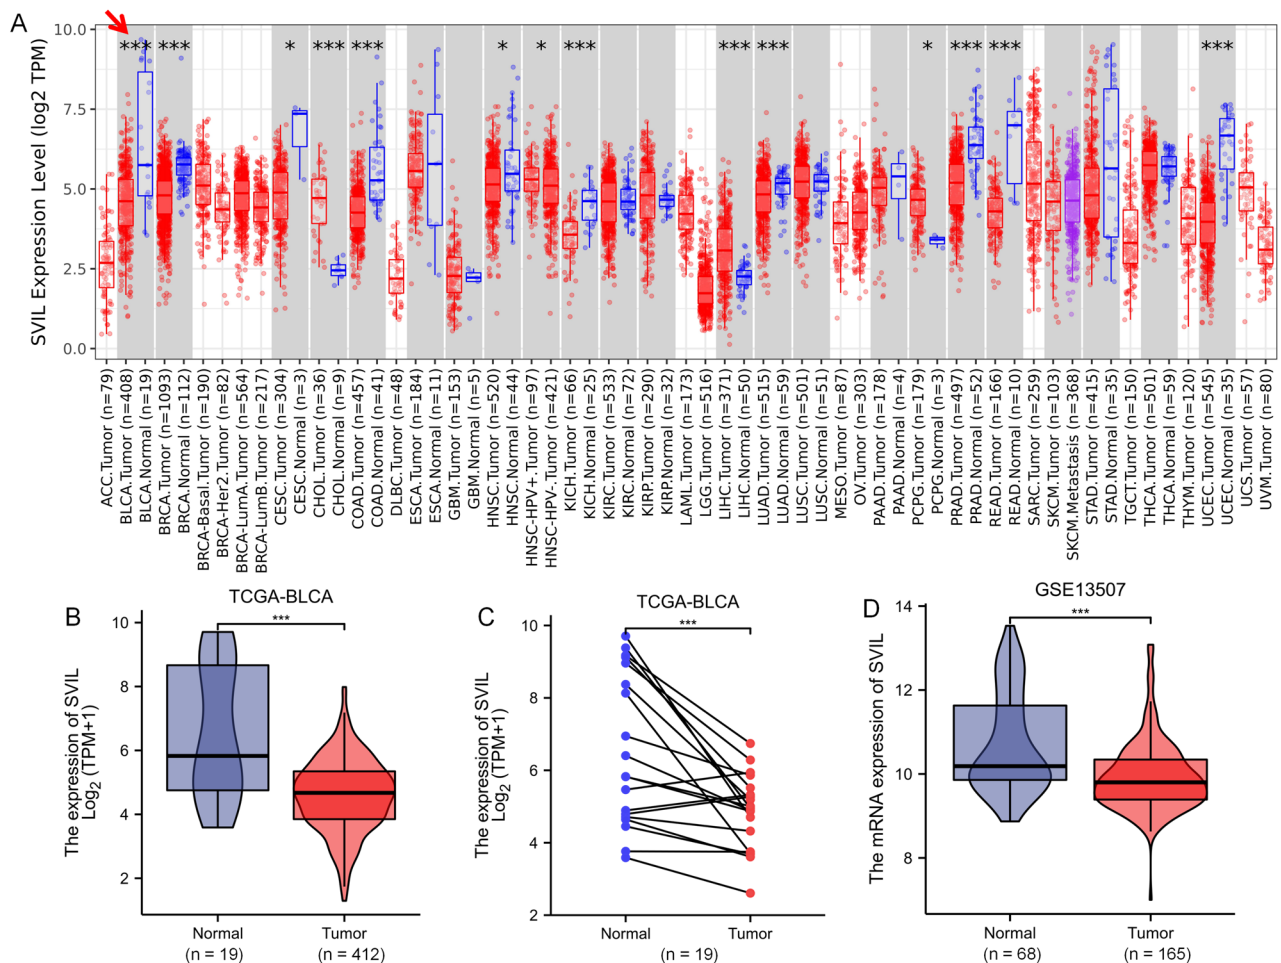 A
SVIL Expression Level (log2 TPM)
10.0
7.5
5.0
2.5
0.0
*** *** * *** *** * * *** *** *** * *** *** ***
ACC.Tumor (n=79)
BLCA.Tumor (n=408)
BLCA.Normal (n=19)
BRCA.Tumor (n=1093)
BRCA.Normal (n=112)
BRCA-Basal.Tumor (n=190)
BRCA-Her2.Tumor (n=82)
BRCA-LumA.Tumor (n=564)
BRCA-LumB.Tumor (n=217)
CESC.Tumor (n=304)
CESC.Normal (n=3)
CHOL.Tumor (n=36)
CHOL.Normal (n=9)
COAD.Tumor (n=457)
COAD.Normal (n=41)
DLBC.Tumor (n=48)
ESCA.Tumor (n=184)
ESCA.Normal (n=11)
GBM.Tumor (n=153)
GBM.Normal (n=5)
HNSC.Tumor (n=520)
HNSC.Normal (n=44)
HNSC-HPV+.Tumor (n=97)
HNSC-HPV-.Tumor (n=421)
KICH.Tumor (n=66)
KICH.Normal (n=25)
KIRC.Tumor (n=533)
KIRC.Normal (n=72)
KIRP.Tumor (n=290)
KIRP.Normal (n=32)
LAML.Tumor (n=173)
LGG.Tumor (n=516)
LIHC.Tumor (n=371)
LIHC.Normal (n=50)
LUAD.Tumor (n=515)
LUAD.Normal (n=59)
LUSC.Tumor (n=501)
LUSC.Normal (n=51)
MESO.Tumor (n=87)
OV.Tumor (n=303)
PAAD.Tumor (n=178)
PAAD.Normal (n=4)
PCPG.Tumor (n=179)
PCPG.Normal (n=3)
PRAD.Tumor (n=497)
PRAD.Normal (n=52)
READ.Tumor (n=166)
READ.Normal (n=10)
SARC.Tumor (n=259)
SKCM.Tumor (n=103)
SKCM.Metastasis (n=368)
STAD.Tumor (n=415)
STAD.Normal (n=35)
TGCT.Tumor (n=150)
THCA.Tumor (n=501)
THCA.Normal (n=59)
THYM.Tumor (n=120)
UCEC.Tumor (n=545)
UCEC.Normal (n=35)
UCS.Tumor (n=57)
UVM.Tumor (n=80)
B
TCGA-BLCA
***
The expression of SVIL
Log2 (TPM+1)
10
8
6
4
2
Normal
(n = 19)
Tumor
(n = 412)
C
TCGA-BLCA
***
The expression of SVIL
Log2 (TPM+1)
10
8
6
4
2
Normal
Tumor
(n = 19)
D
GSE13507
***
The mRNA expression of SVIL
14
12
10
8
Normal
(n = 68)
Tumor
(n = 165)